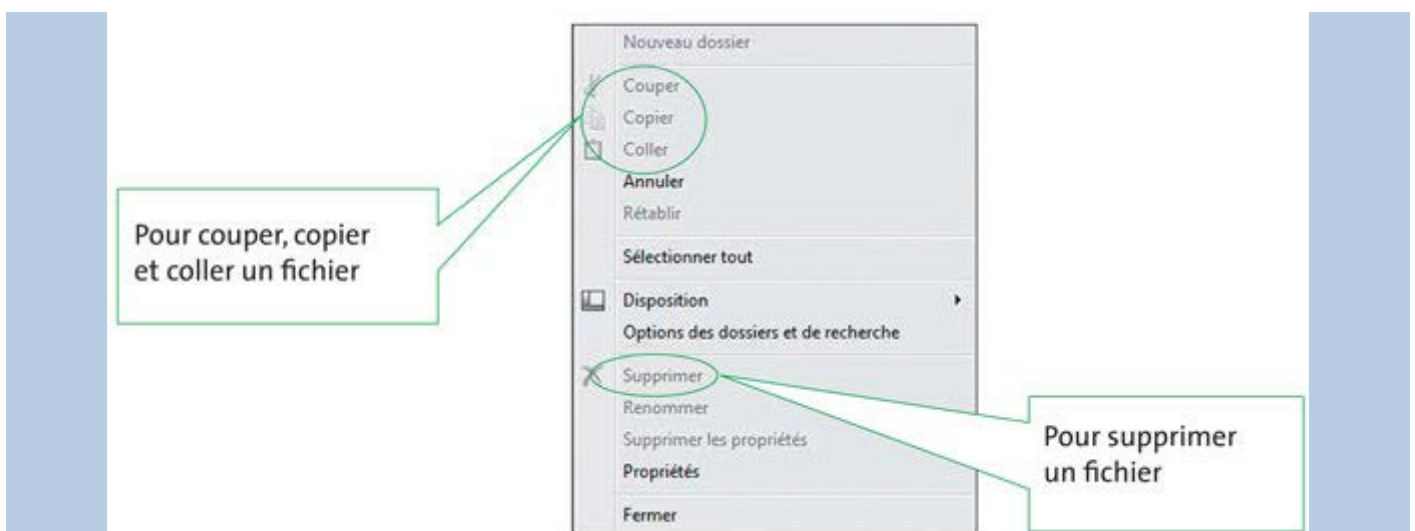 Nouveau dossier
Couper
Copier
Coller
Annuler
Rétablir
Sélectionner tout
Disposition
Options des dossiers et de recherche
Supprimer
Renommer
Supprimer les propriétés
Propriétés
Fermer
Pour couper, copier
et coller un fichier
Pour supprimer
un fichier